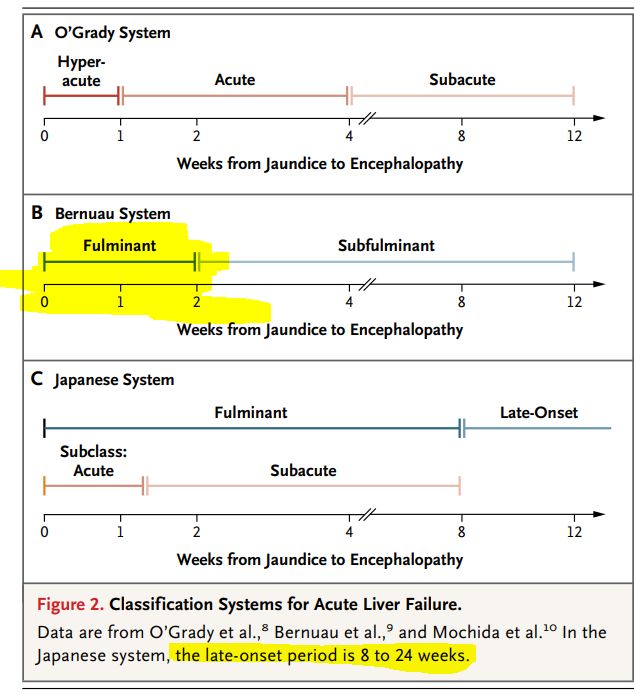 A O'Grady System
Hyper-
acute
Acute
Subacute
0 1 2 4 8 12
Weeks from Jaundice to Encephalopathy
B Bernuau System
Fulminant
Subfulminant
0 1 2 4 8 12
Weeks from Jaundice to Encephalopathy
C Japanese System
Fulminant
Late-Onset
Subclass:
Acute
Subacute
0 1 2 4 8 12
Weeks from Jaundice to Encephalopathy
Figure 2. Classification Systems for Acute Liver Failure.
Data are from O'Grady et al.,⁸ Bernuau et al.,⁹ and Mochida et al.¹⁰ In the
Japanese system, the late-onset period is 8 to 24 weeks.